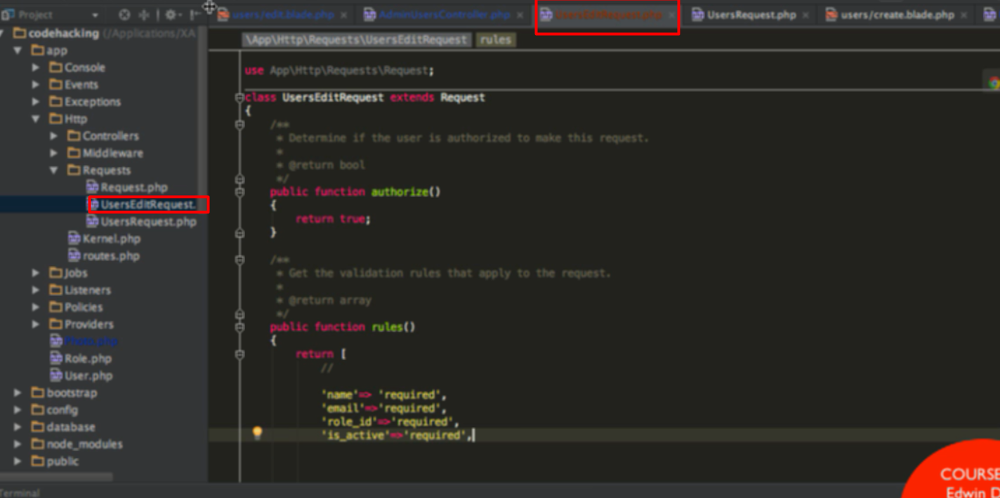 Project
users/edit.blade.php
AdminUsersController.php
UsersEditRequest.php
UsersRequest.php
users/create.blade.php
codehacking (/Applications/XA
app
Console
Events
Exceptions
Http
Controllers
Middleware
Requests
Request.php
UsersEditRequest.
UsersRequest.php
Kernel.php
routes.php
Jobs
Listeners
Policies
Providers
Photo.php
Role.php
User.php
bootstrap
config
database
node_modules
public
Terminal
\App\Http\Requests\UsersEditRequest rules
use App\Http\Requests\Request;
class UsersEditRequest extends Request
{
/**
* Determine if the user is authorized to make this request.
*
* @return bool
*/
public function authorize()
{
return true;
}
/**
* Get the validation rules that apply to the request.
*
* @return array
*/
public function rules()
{
return [
//
'name'=> 'required',
'email'=>'required',
'role_id'=>'required',
'is_active'=>'required',
COURSE
Edwin D